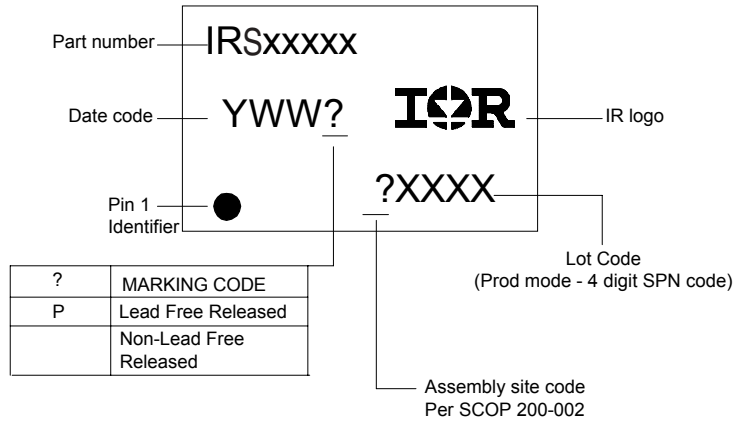 Part number
IRSxxxxx
Date code
YWW?
IOR
IR logo
Pin 1
Identifier
?XXXX
Lot Code
(Prod mode - 4 digit SPN code)
? MARKING CODE
P Lead Free Released
Non-Lead Free
Released
Assembly site code
Per SCOP 200-002